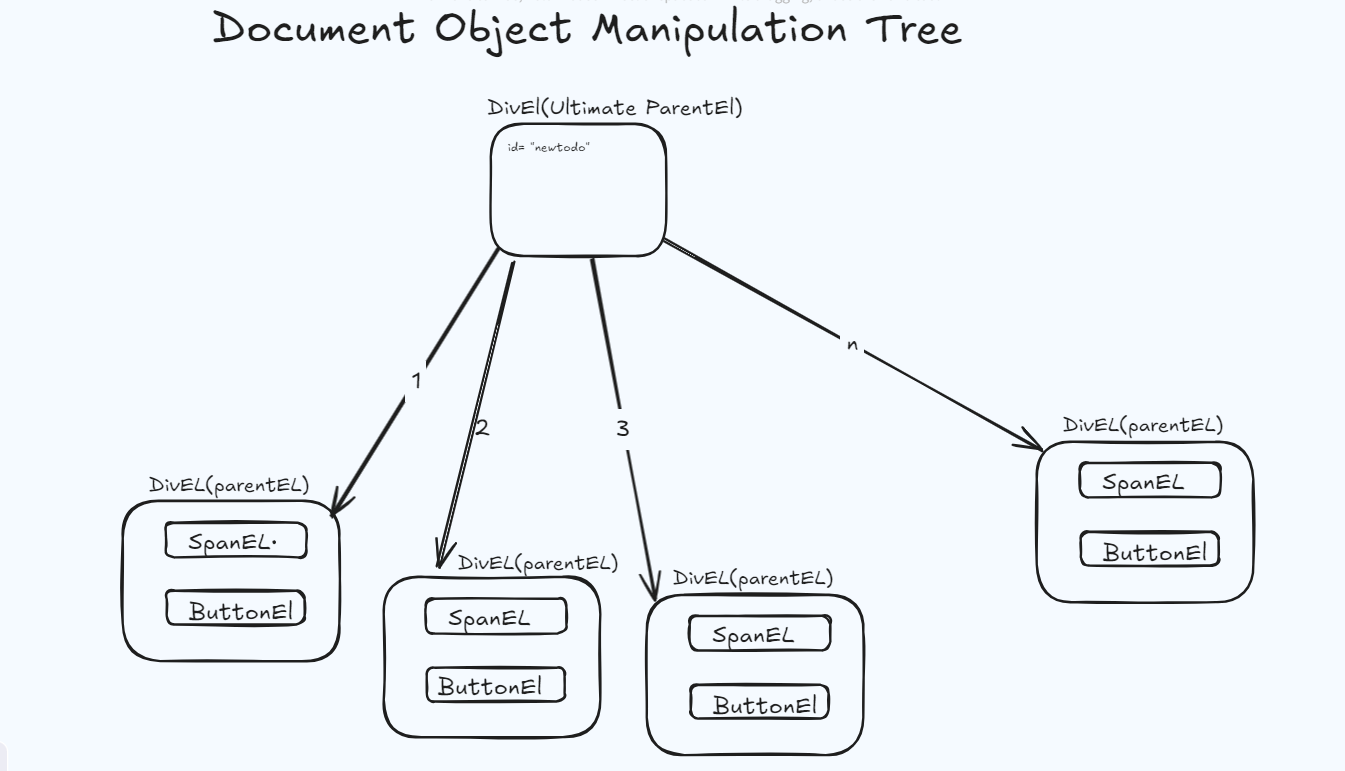 Document Object Manipulation Tree
DivEl(Ultimate ParentEl)
id= "newtodo"
1
2
3
n
DivEL(parentEL)
SpanEL.
ButtonEl
DivEL(parentEL)
SpanEL
ButtonEl
DivEL(parentEL)
SpanEL
ButtonEl
DivEL(parentEL)
SpanEL
ButtonEl